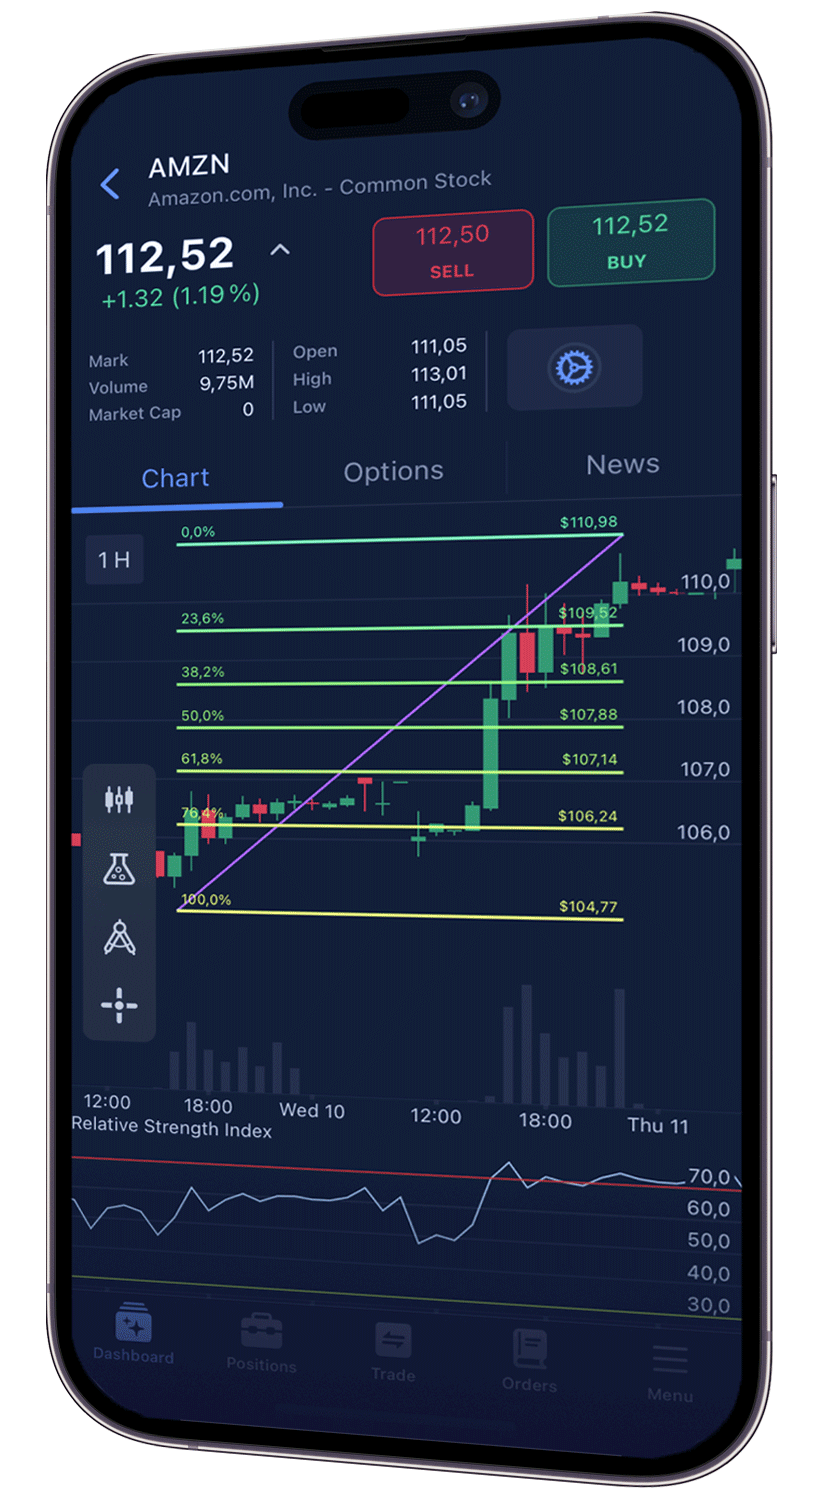 AMZN
Amazon.com, Inc. - Common Stock
112,52
+1.32 (1.19%)
112,50
SELL
112,52
BUY
Mark 112,52
Volume 9,75M
Market Cap 0
Open 111,05
High 113,01
Low 111,05
Chart Options News
1 H
0,0% $110,98
110,0
23,6% $109,52
109,0
38,2% $108,61
108,0
50,0% $107,88
61,8% $107,14
107,0
76,4% $106,24
106,0
100,0% $104,77
12:00 18:00 Wed 10 12:00 18:00 Thu 11
Relative Strength Index
70,0
60,0
50,0
40,0
30,0
Dashboard Positions Trade Orders Menu